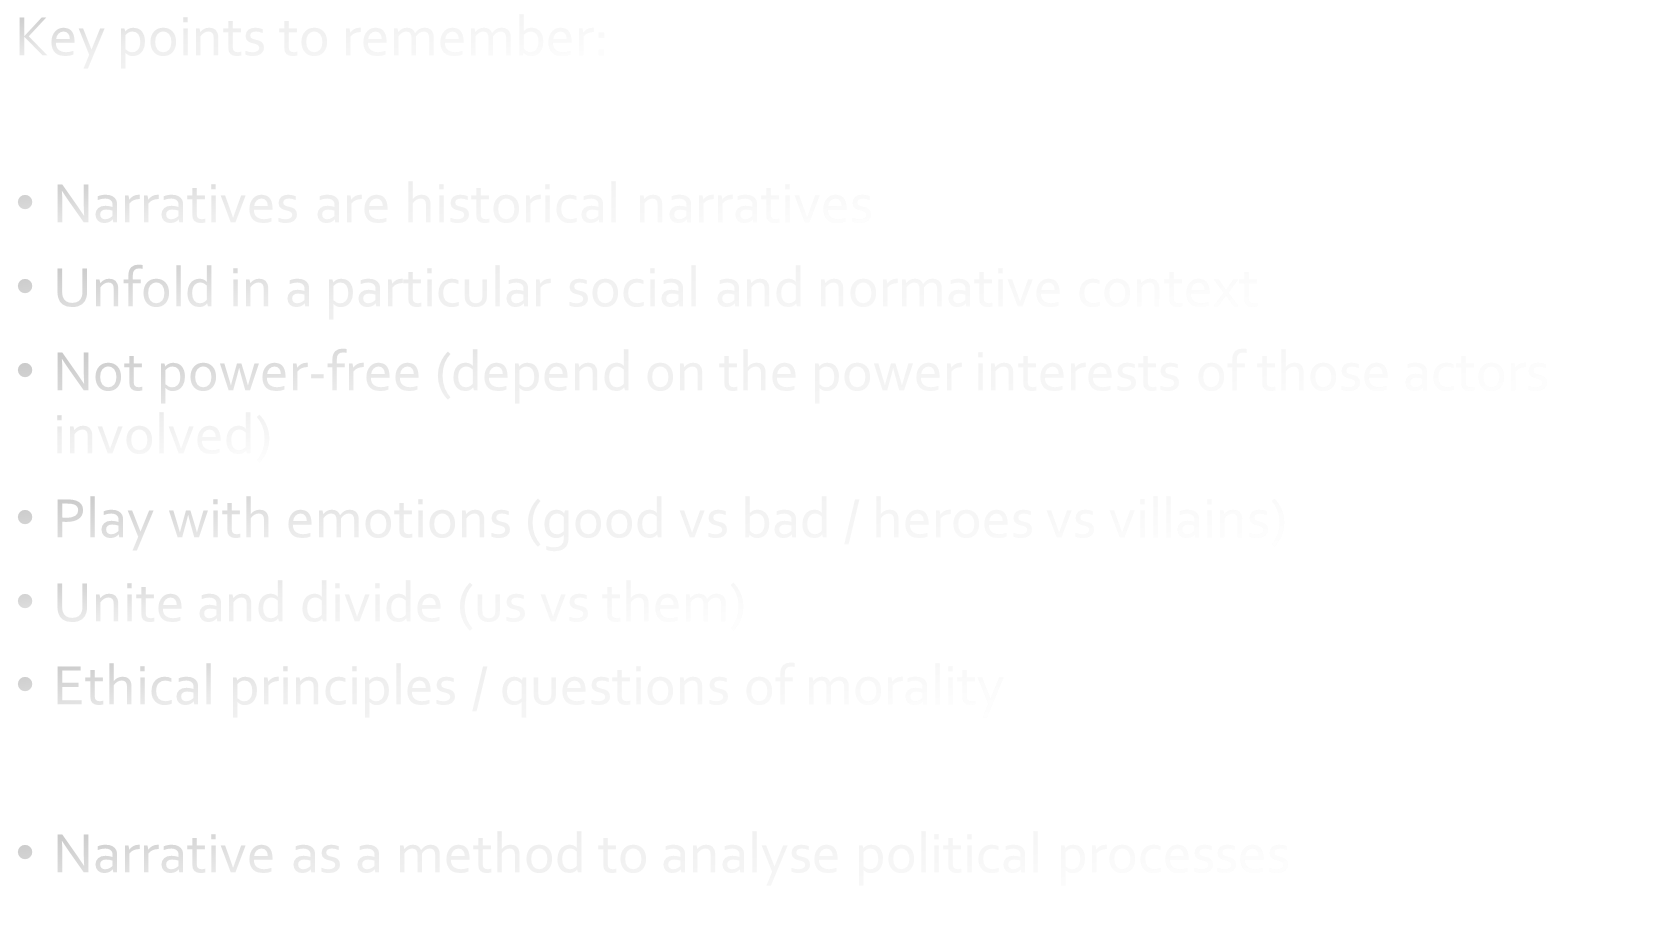 Key points to remember:
• Narratives are historical narratives
• Unfold in a particular social and normative context
• Not power-free (depend on the power interests of those actors
involved)
• Play with emotions (good vs bad / heroes vs villains)
• Unite and divide (us vs them)
• Ethical principles / questions of morality
• Narrative as a method to analyse political processes